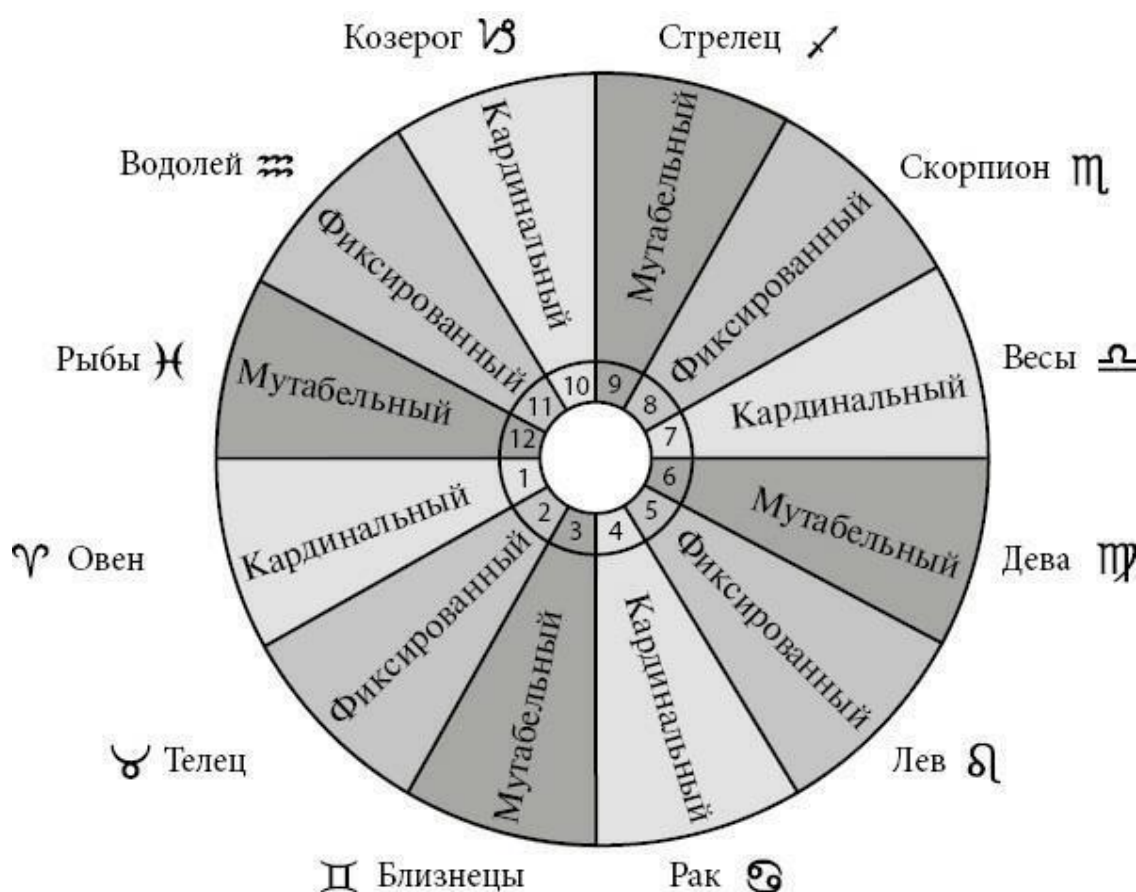 Козерог ♑
Стрелец ♐
Водолей ♒
Скорпион ♏
Рыбы ♓
Весы ♎
♈ Овен
Дева ♍
♉ Телец
Лев ♌
♊ Близнецы
Рак ♋
Кардинальный
Мутабельный
Фиксированный
Фиксированный
Мутабельный
Кардинальный
Кардинальный
Мутабельный
Фиксированный
Фиксированный
Мутабельный
Кардинальный
10
9
11
8
12
7
1
6
2
5
3
4